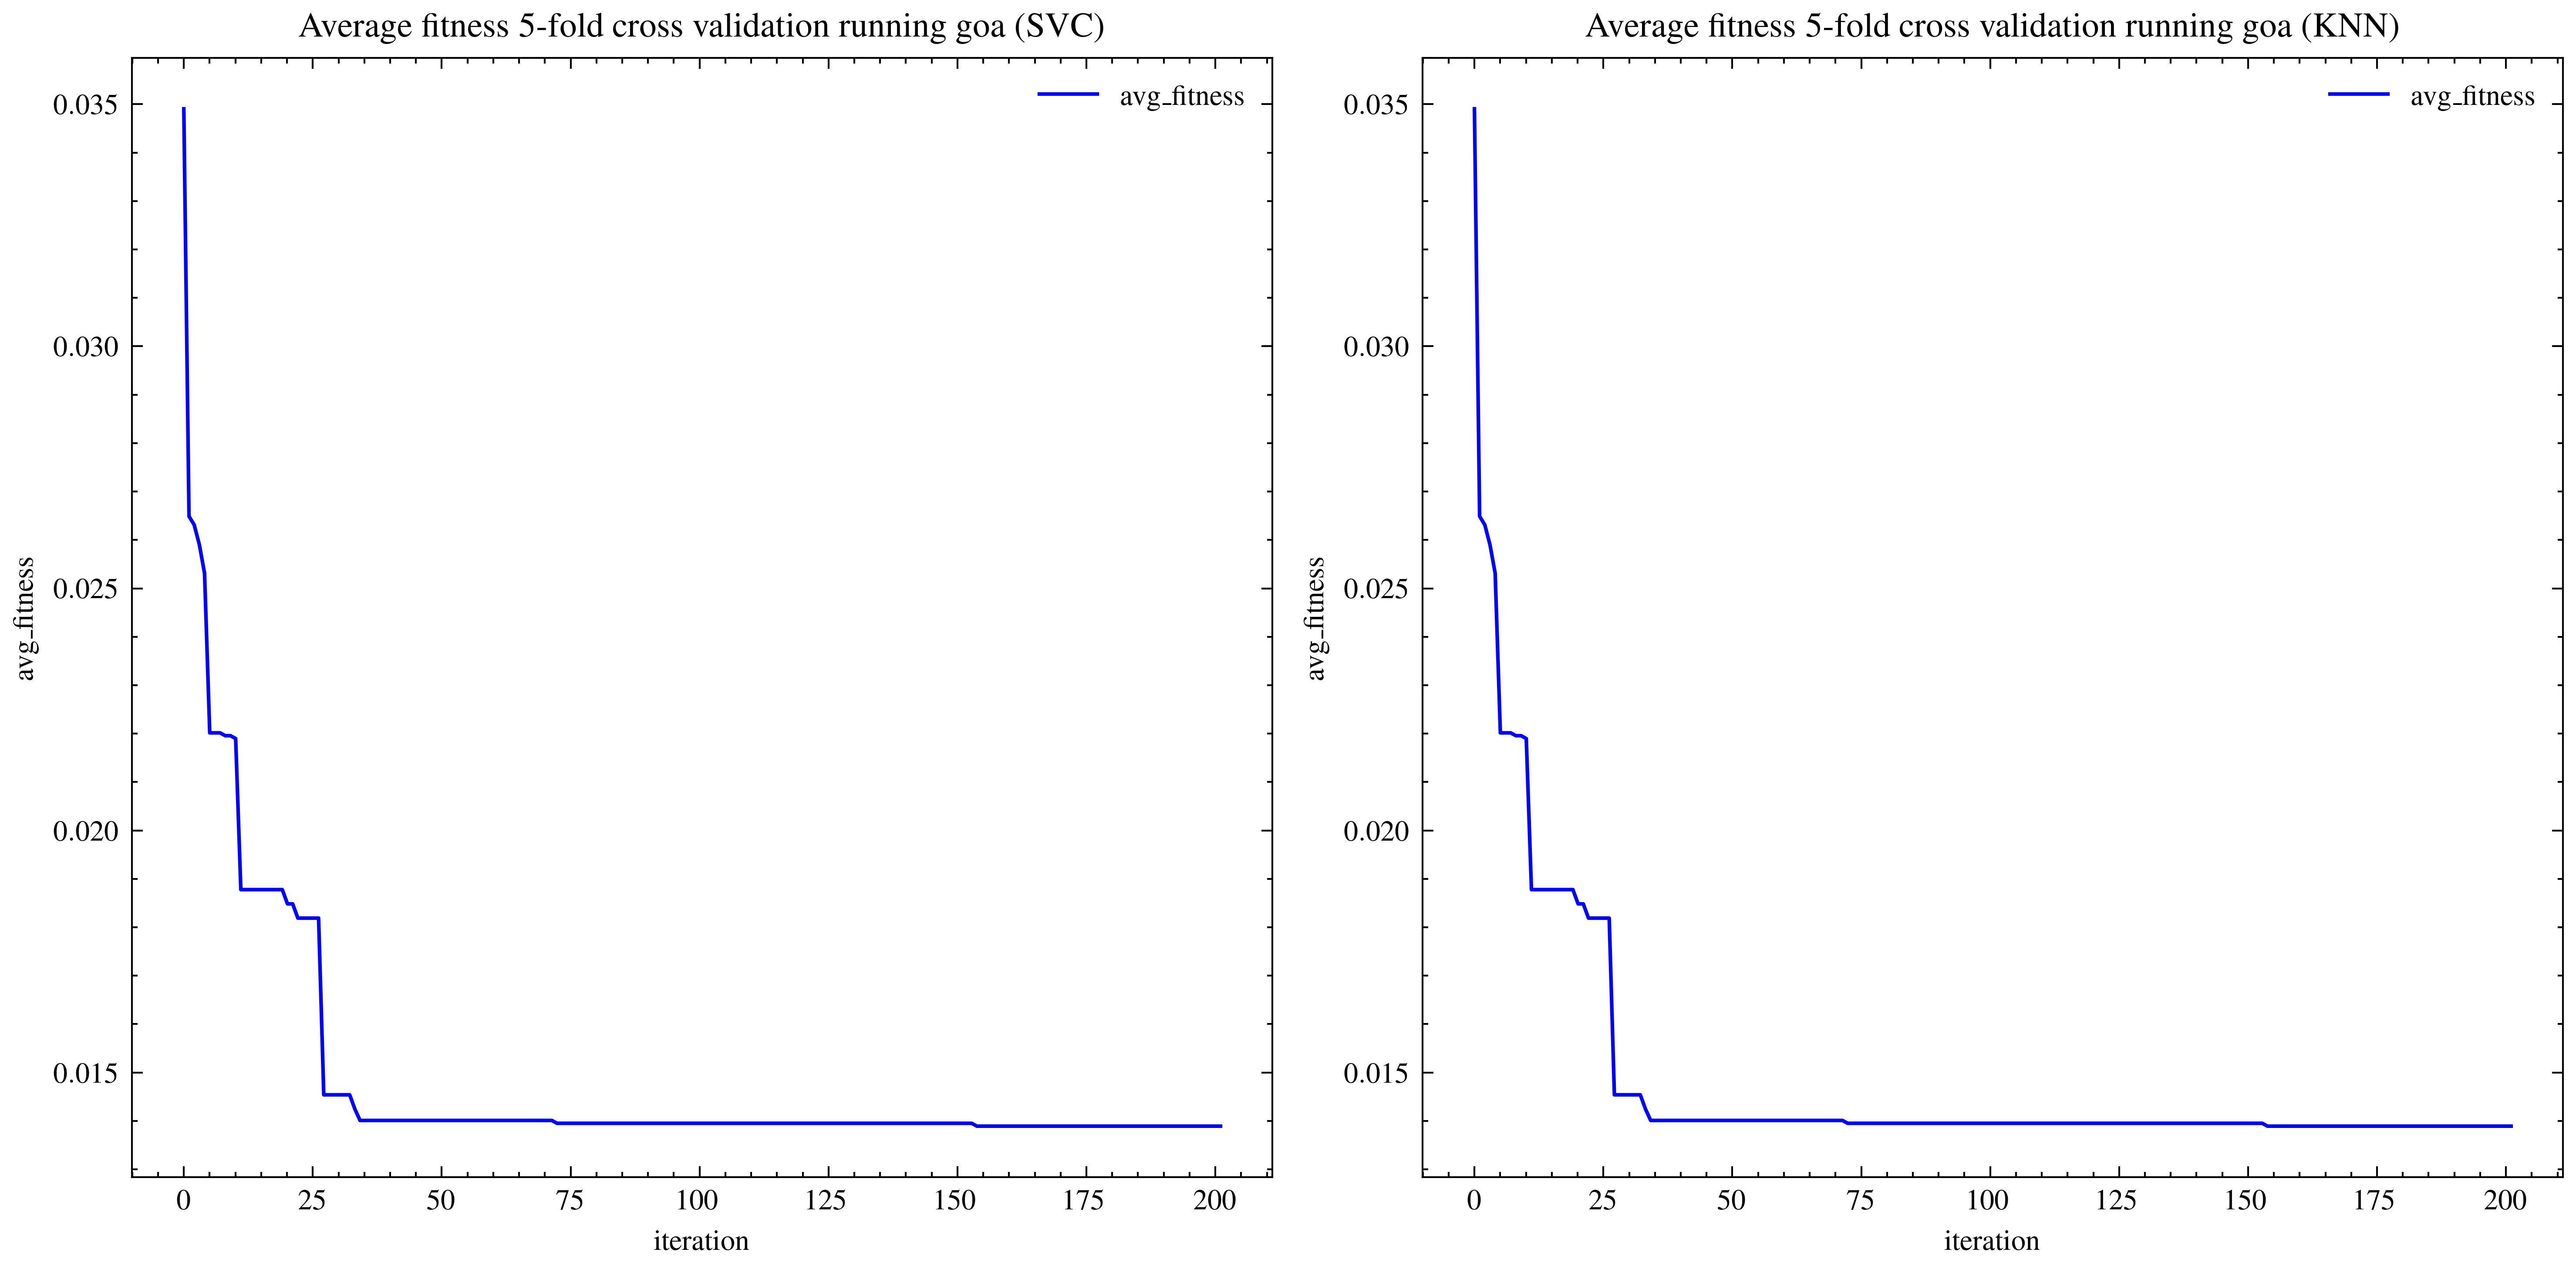 Average fitness 5-fold cross validation running goa (SVC)
avg_fitness
0.035
0.030
0.025
0.020
0.015
avg_fitness
0 25 50 75 100 125 150 175 200
iteration
Average fitness 5-fold cross validation running goa (KNN)
avg_fitness
0.035
0.030
0.025
0.020
0.015
avg_fitness
0 25 50 75 100 125 150 175 200
iteration